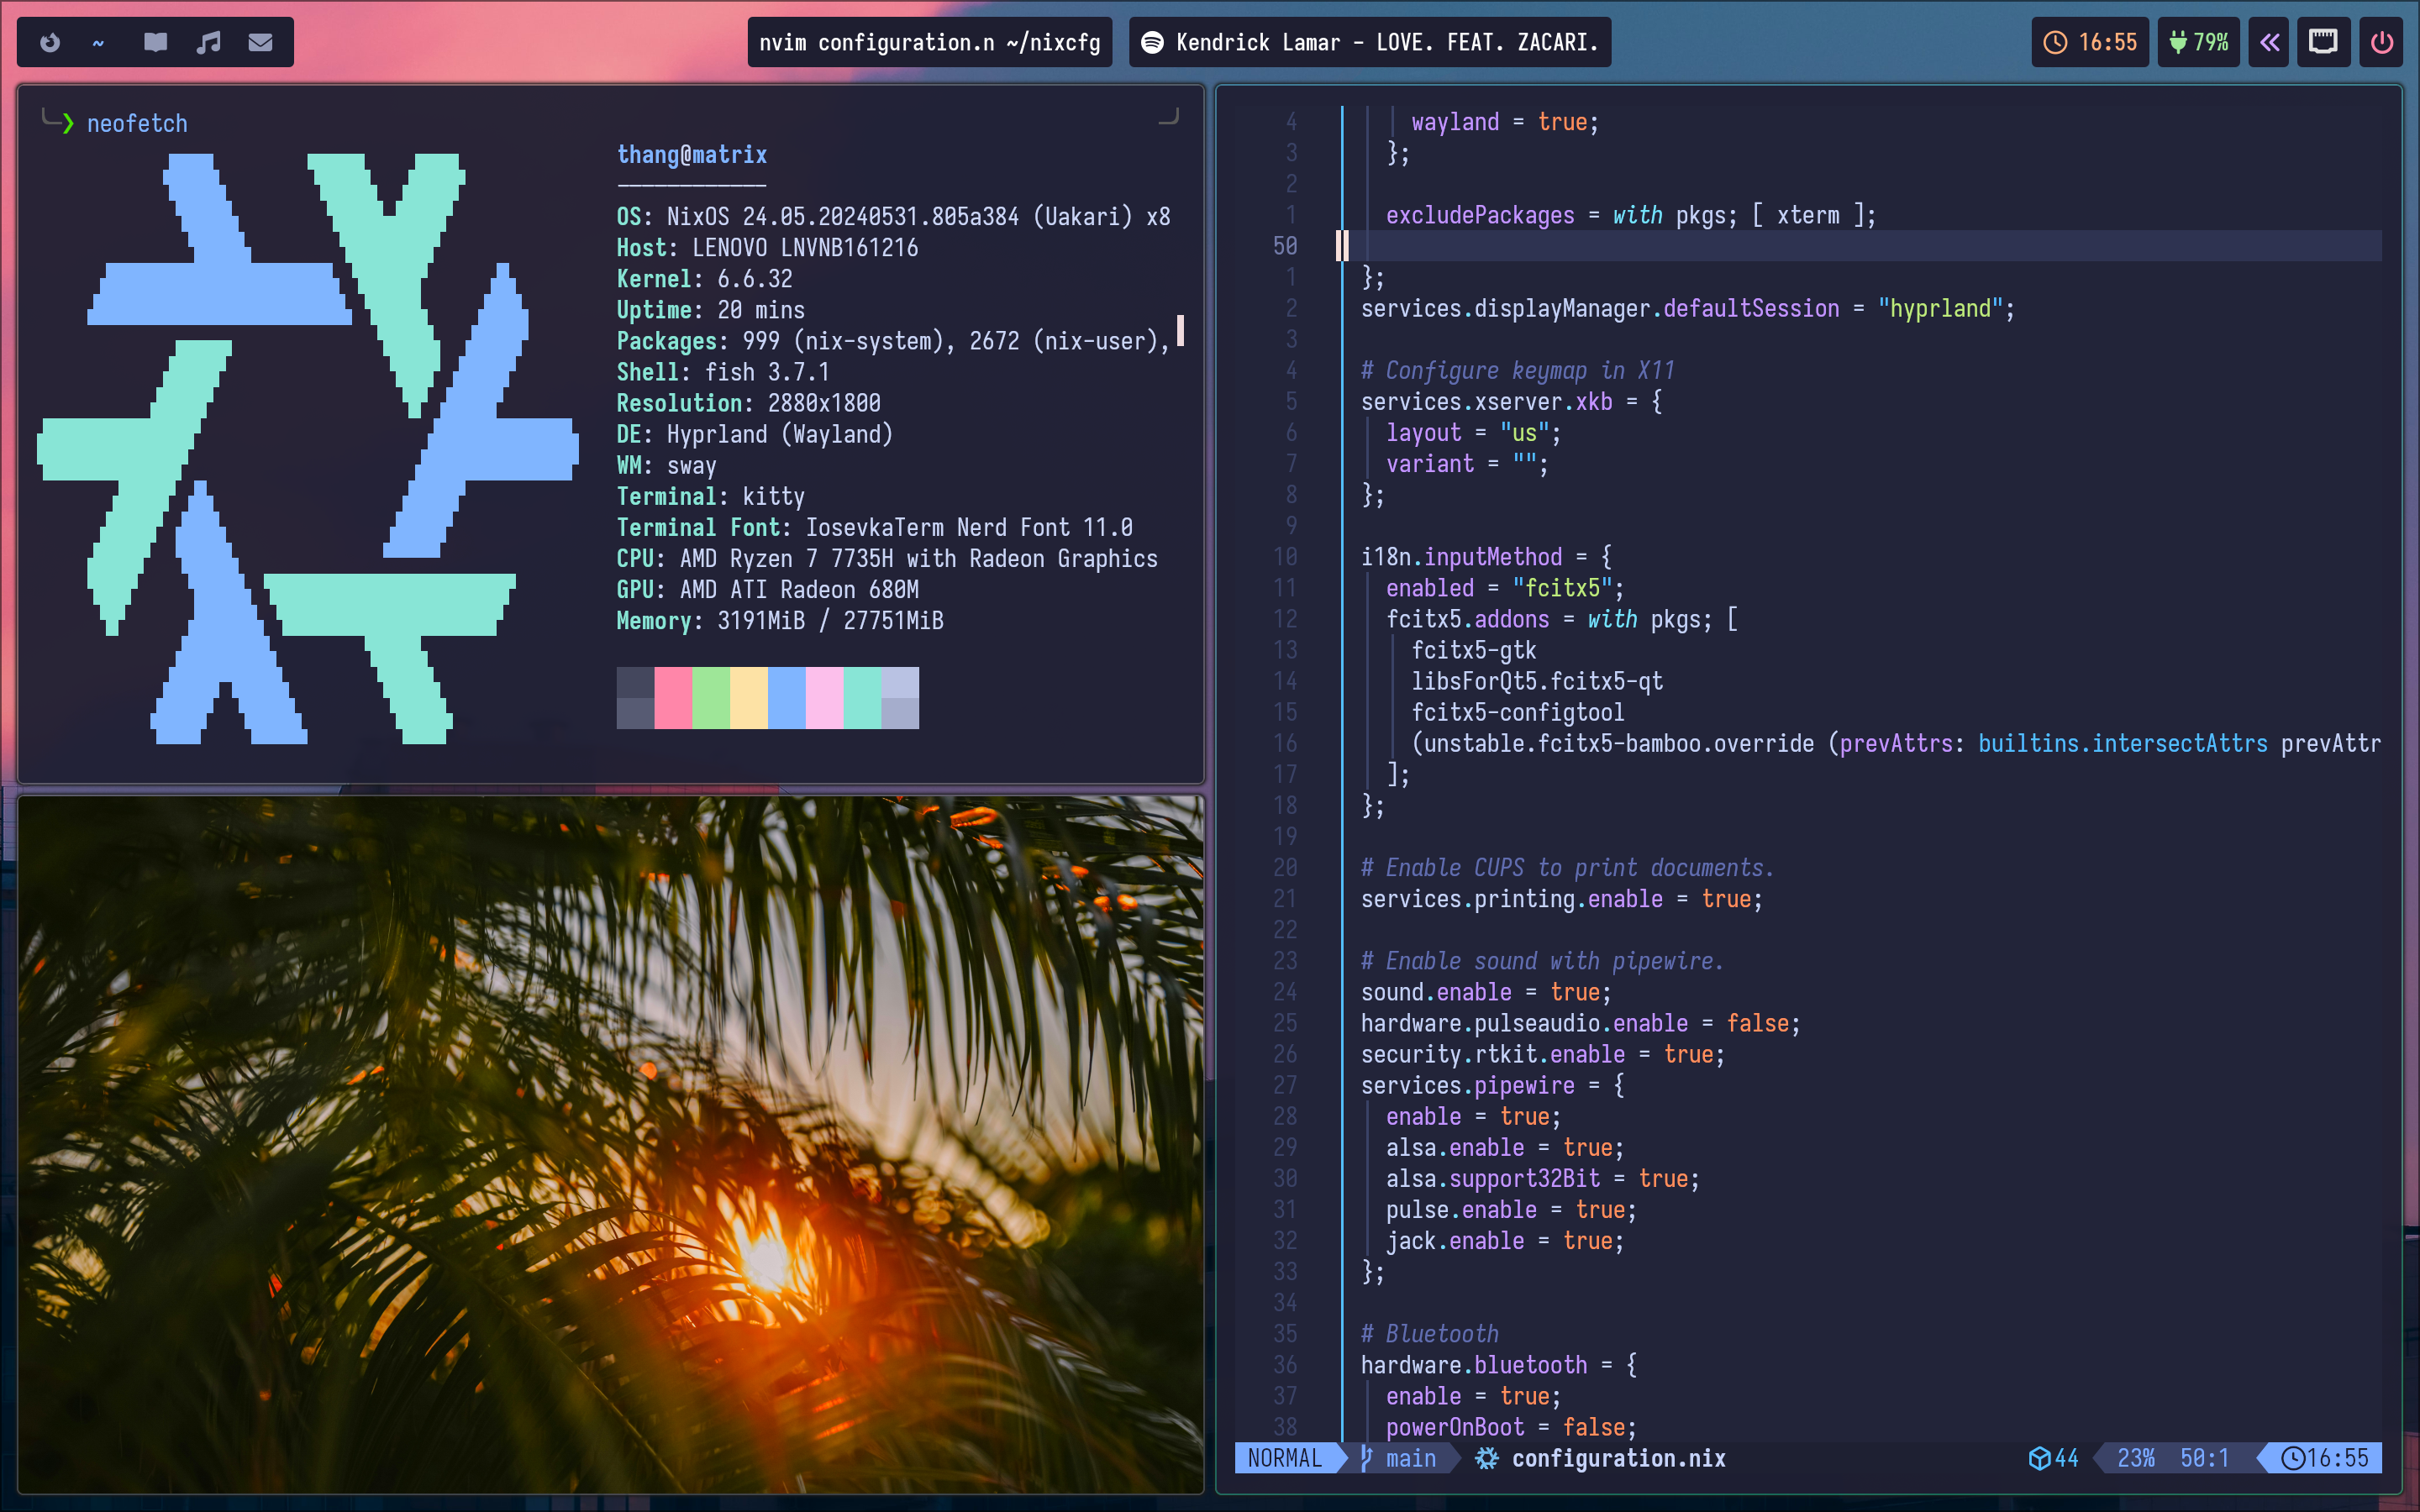 ~
nvim configuration.n ~/nixcfg
Kendrick Lamar - LOVE. FEAT. ZACARI.
16:55
79%
❯ neofetch
thang@matrix
------------
OS: NixOS 24.05.20240531.805a384 (Uakari) x8
Host: LENOVO LNVNB161216
Kernel: 6.6.32
Uptime: 20 mins
Packages: 999 (nix-system), 2672 (nix-user),
Shell: fish 3.7.1
Resolution: 2880x1800
DE: Hyprland (Wayland)
WM: sway
Terminal: kitty
Terminal Font: IosevkaTerm Nerd Font 11.0
CPU: AMD Ryzen 7 7735H with Radeon Graphics
GPU: AMD ATI Radeon 680M
Memory: 3191MiB / 27751MiB
4 wayland = true;
3 };
2
1 excludePackages = with pkgs; [ xterm ];
50
1 };
2 services.displayManager.defaultSession = "hyprland";
3
4 # Configure keymap in X11
5 services.xserver.xkb = {
6 layout = "us";
7 variant = "";
8 };
9
10 i18n.inputMethod = {
11 enabled = "fcitx5";
12 fcitx5.addons = with pkgs; [
13 fcitx5-gtk
14 libsForQt5.fcitx5-qt
15 fcitx5-configtool
16 (unstable.fcitx5-bamboo.override (prevAttrs: builtins.intersectAttrs prevAttr
17 ];
18 };
19
20 # Enable CUPS to print documents.
21 services.printing.enable = true;
22
23 # Enable sound with pipewire.
24 sound.enable = true;
25 hardware.pulseaudio.enable = false;
26 security.rtkit.enable = true;
27 services.pipewire = {
28 enable = true;
29 alsa.enable = true;
30 alsa.support32Bit = true;
31 pulse.enable = true;
32 jack.enable = true;
33 };
34
35 # Bluetooth
36 hardware.bluetooth = {
37 enable = true;
38 powerOnBoot = false;
NORMAL main configuration.nix 44 23% 50:1 16:55